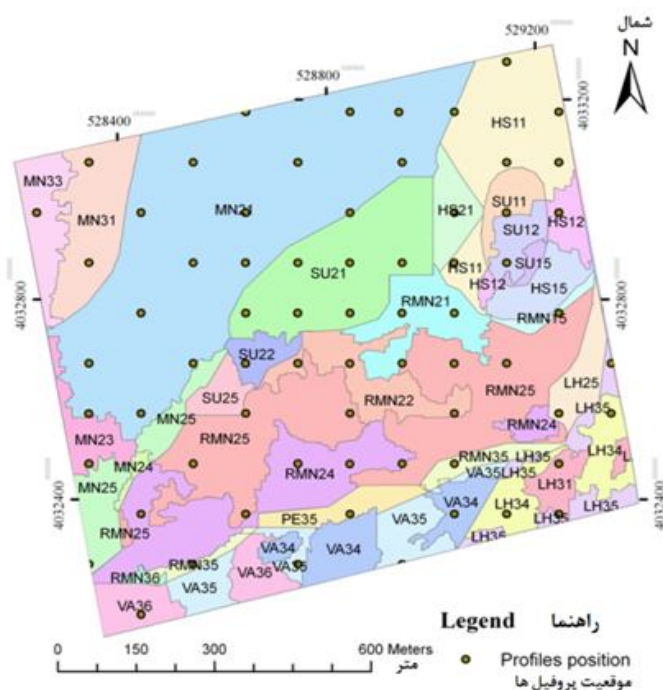 شمال
N
529200
528800
528400
4033200
HS11
MN33
MN31
MN21
HS21
SU11
HS12
SU12
SU21
HS11
SU15
HS12
HS15
4032800
4032800
RMN21
RMN15
SU22
SU25
RMN22
RMN25
LH25
MN25
MN23
LH35
RMN24
RMN25
MN24
RMN35
LH35
LH34
MN25
RMN24
VA35
LH35
LH31
L
4032400
4032400
PE35
VA35
VA34
LH34
LH35
LH35
RMN25
RMN35
VA34
VA34
VA35
LH35
RMN36
VA35
VA36
VA36
Legend راهنما
0 150 300 600 Meters
متر
Profiles position
موقعیت پروفیل ها